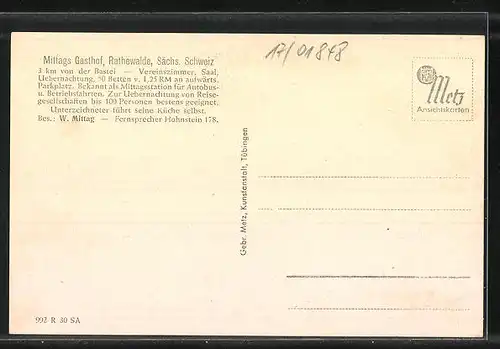 Mittags Gasthof, Rathewalde, Sächs. Schweiz
3 km von der Bastei — Vereinszimmer, Saal,
Uebernachtung, 50 Betten v. 1,25 RM an aufwärts.
Parkplatz. Bekannt als Mittagsstation für Autobus-
u. Betriebsfahrten. Zur Uebernachtung von Reise-
gesellschaften bis 100 Personen bestens geeignet.
Unterzeichneter führt seine Küche selbst.
Bes.: W. Mittag — Fernsprecher Hohnstein 178.
17/01848
Metz
Ansichtskarten
Gebr. Metz, Kunstanstalt, Tübingen
992 R 30 SA